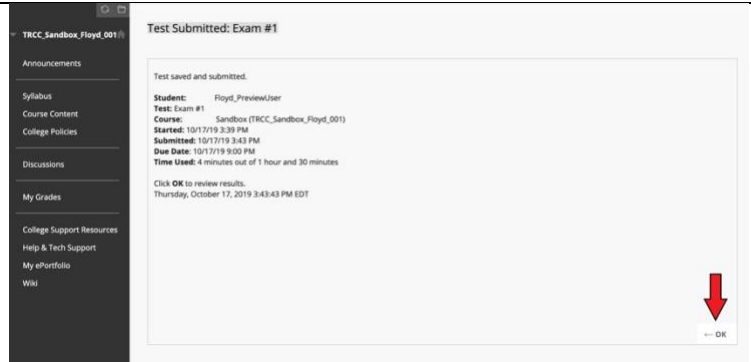 TRCC_Sandbox_Floyd_001
Announcements
Syllabus
Course Content
College Policies
Discussions
My Grades
College Support Resources
Help & Tech Support
My ePortfolio
Wiki
Test Submitted: Exam #1
Test saved and submitted.
Student: Floyd_PreviewUser
Test: Exam #1
Course: Sandbox (TRCC_Sandbox_Floyd_001)
Started: 10/17/19 3:39 PM
Submitted: 10/17/19 3:43 PM
Due Date: 10/17/19 9:00 PM
Time Used: 4 minutes out of 1 hour and 30 minutes
Click OK to review results.
Thursday, October 17, 2019 3:43:43 PM EDT
← OK